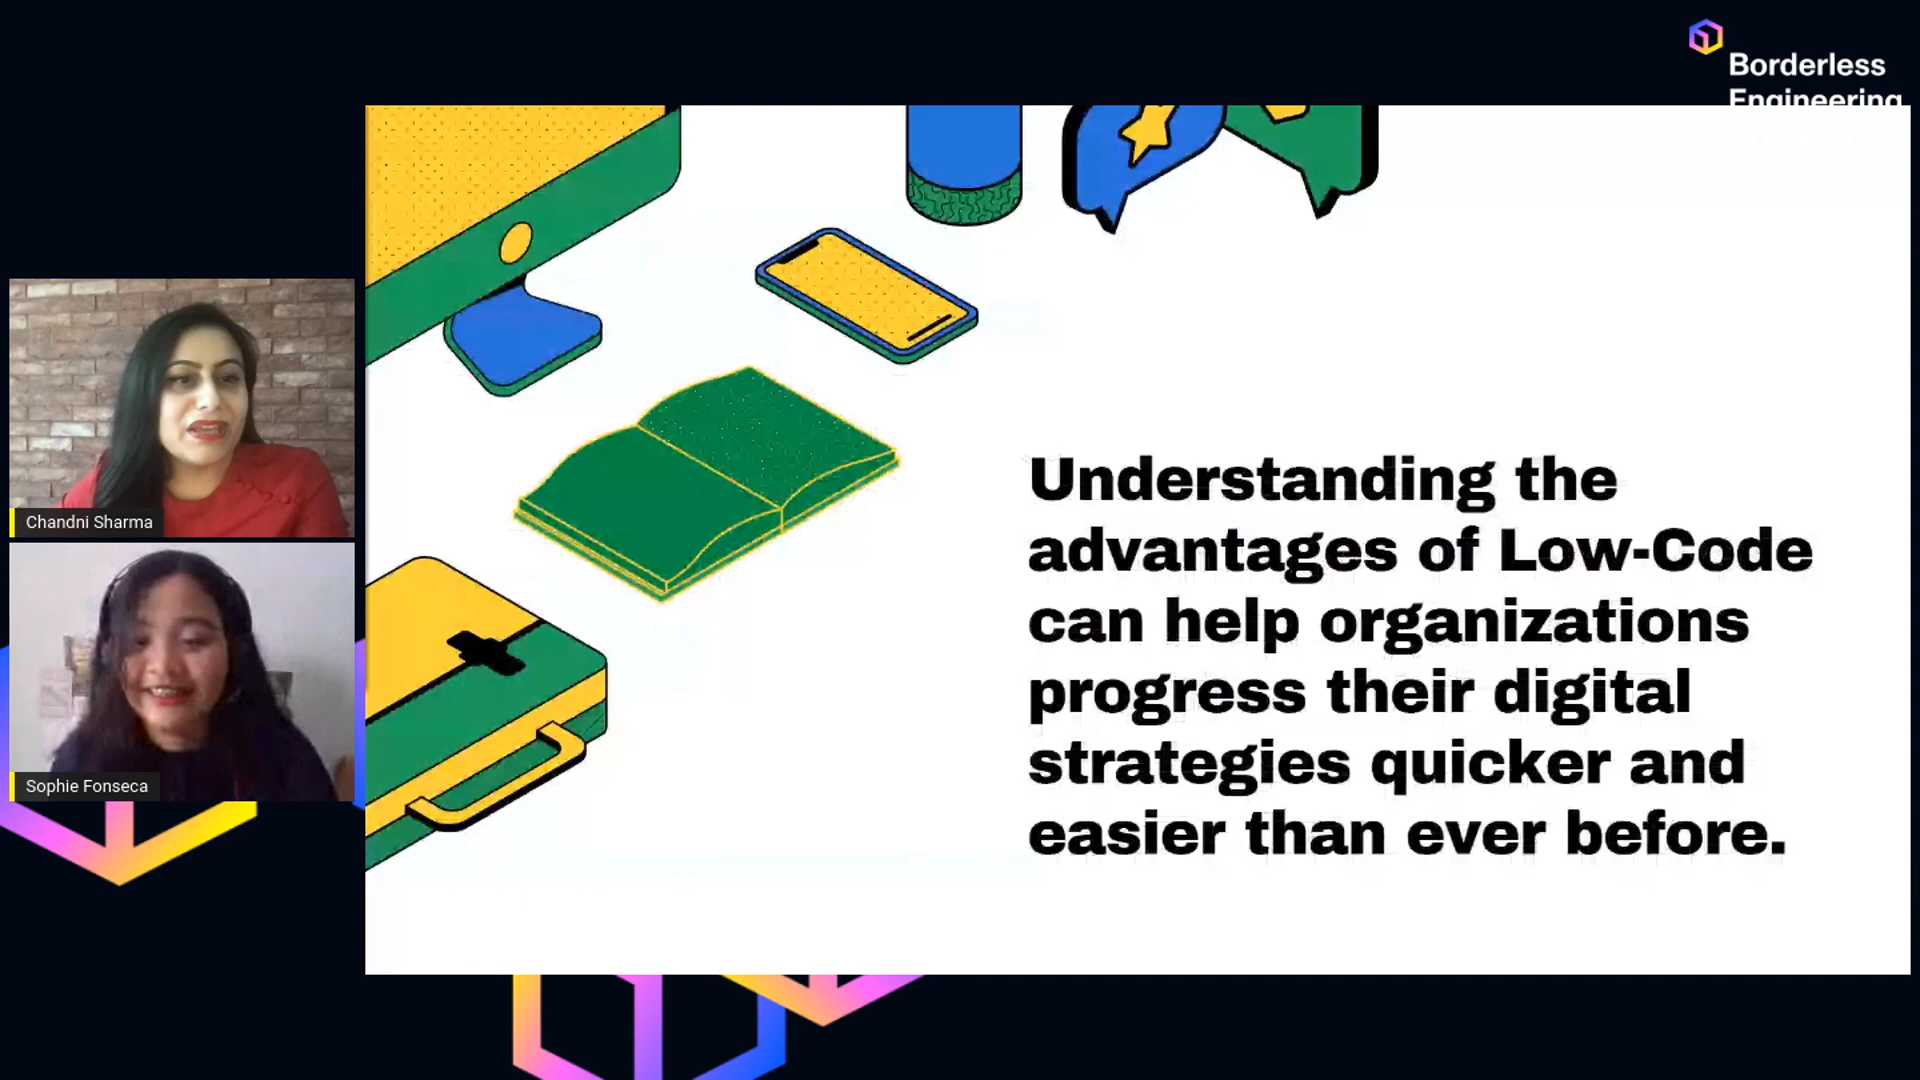 Borderless
Engineering
Chandni Sharma
Sophie Fonseca
Understanding the
advantages of Low-Code
can help organizations
progress their digital
strategies quicker and
easier than ever before.